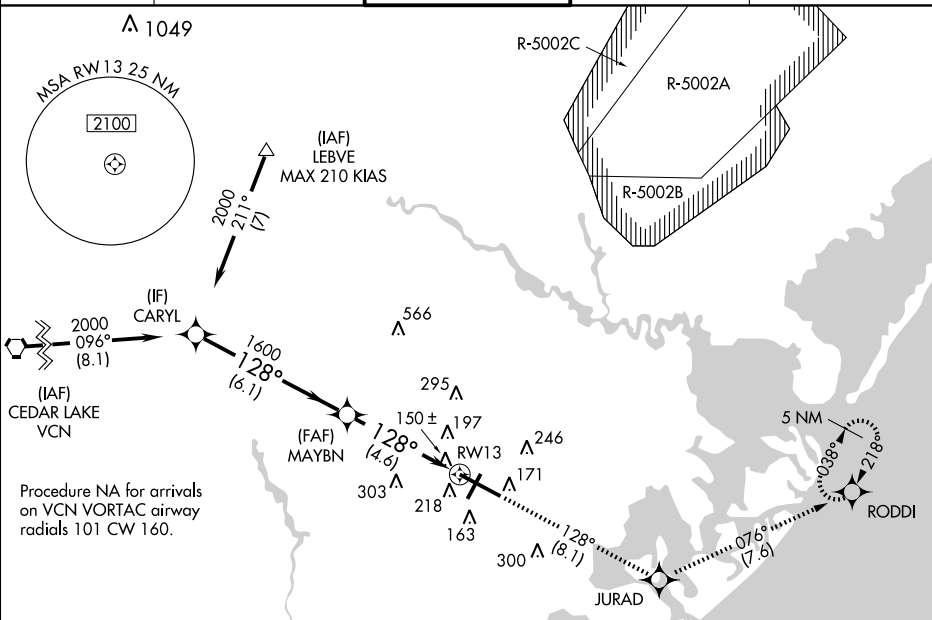 1049
MSA RW13 25 NM
2100
(IAF)
LEBVE
MAX 210 KIAS
2000
211°
(7)
R-5002C
R-5002A
R-5002B
(IF)
CARYL
2000
096°
(8.1)
(IAF)
CEDAR LAKE
VCN
1600
128°
(6.1)
566
295
150 ±
197
(FAF)
MAYBN
128°
(4.6)
RW13
246
171
303
218
163
300
128°
(8.1)
JURAD
076°
(7.6)
5 NM
038°
218°
RODDI
Procedure NA for arrivals
on VCN VORTAC airway
radials 101 CW 160.